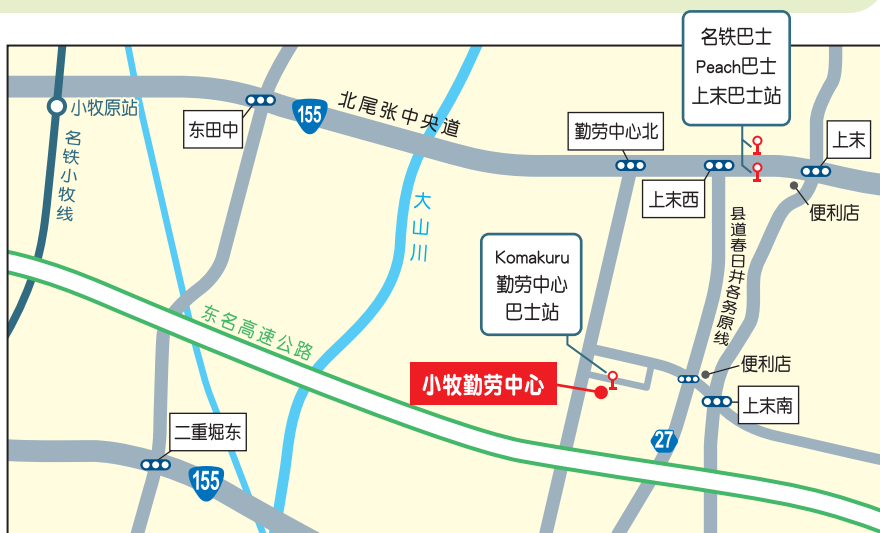 名铁巴士
Peach巴士
上末巴士站
小牧原站
东田中
155
北尾张中央道
勤劳中心北
上末
上末西
便利店
名铁小牧线
大山川
县道春日井各务原线
Komakuru
勤劳中心
巴士站
东名高速公路
小牧勤劳中心
便利店
上末南
二重堀东
27
155